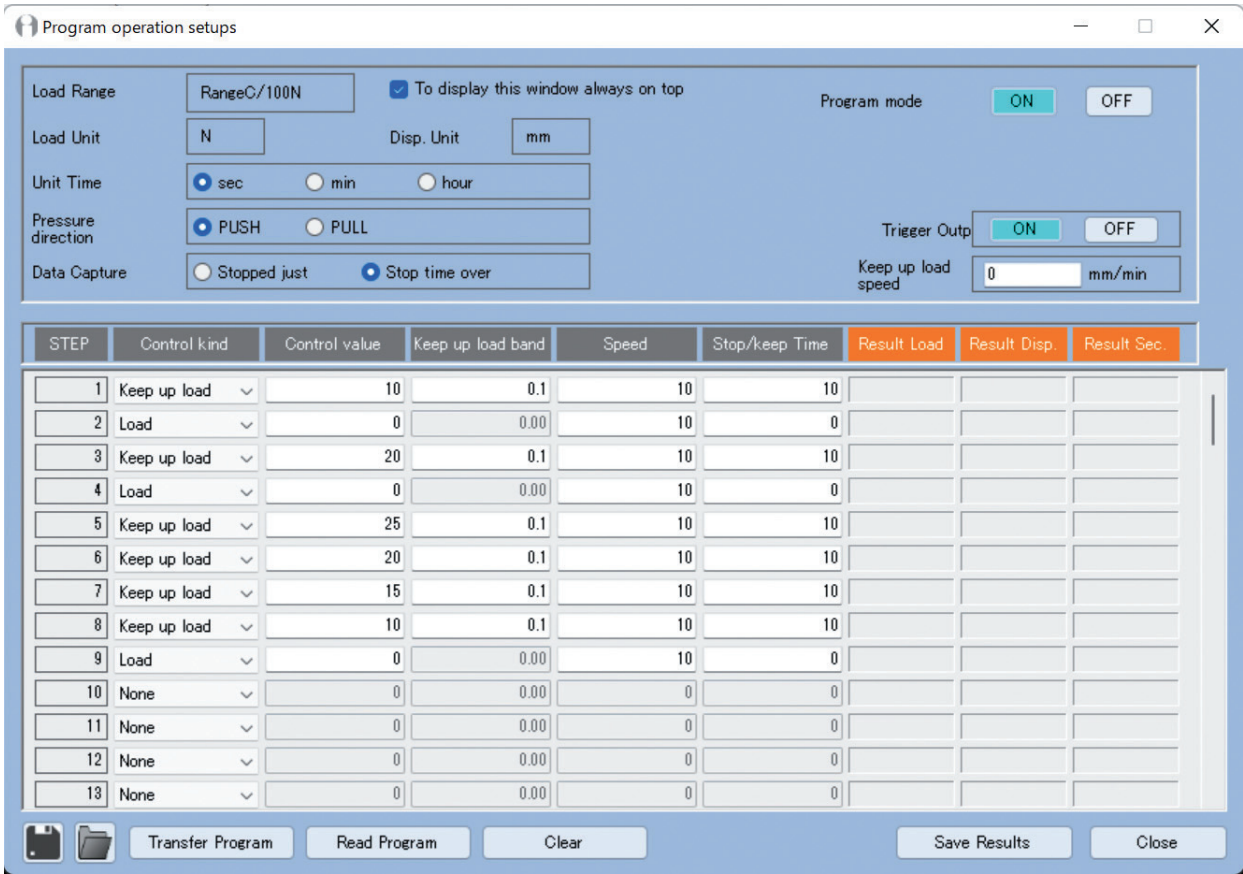 Program operation setups
Load Range RangeC/100N To display this window always on top Program mode ON OFF
Load Unit N Disp. Unit mm
Unit Time sec min hour
Pressure direction PUSH PULL Trigger Outp ON OFF
Data Capture Stopped just Stop time over Keep up load speed 0 mm/min
STEP Control kind Control value Keep up load band Speed Stop/keep Time Result Load Result Disp. Result Sec.
1 Keep up load 10 0.1 10 10
2 Load 0 0.00 10 0
3 Keep up load 20 0.1 10 10
4 Load 0 0.00 10 0
5 Keep up load 25 0.1 10 10
6 Keep up load 20 0.1 10 10
7 Keep up load 15 0.1 10 10
8 Keep up load 10 0.1 10 10
9 Load 0 0.00 10 0
10 None 0 0.00 0 0
11 None 0 0.00 0 0
12 None 0 0.00 0 0
13 None 0 0.00 0 0
Transfer Program Read Program Clear Save Results Close